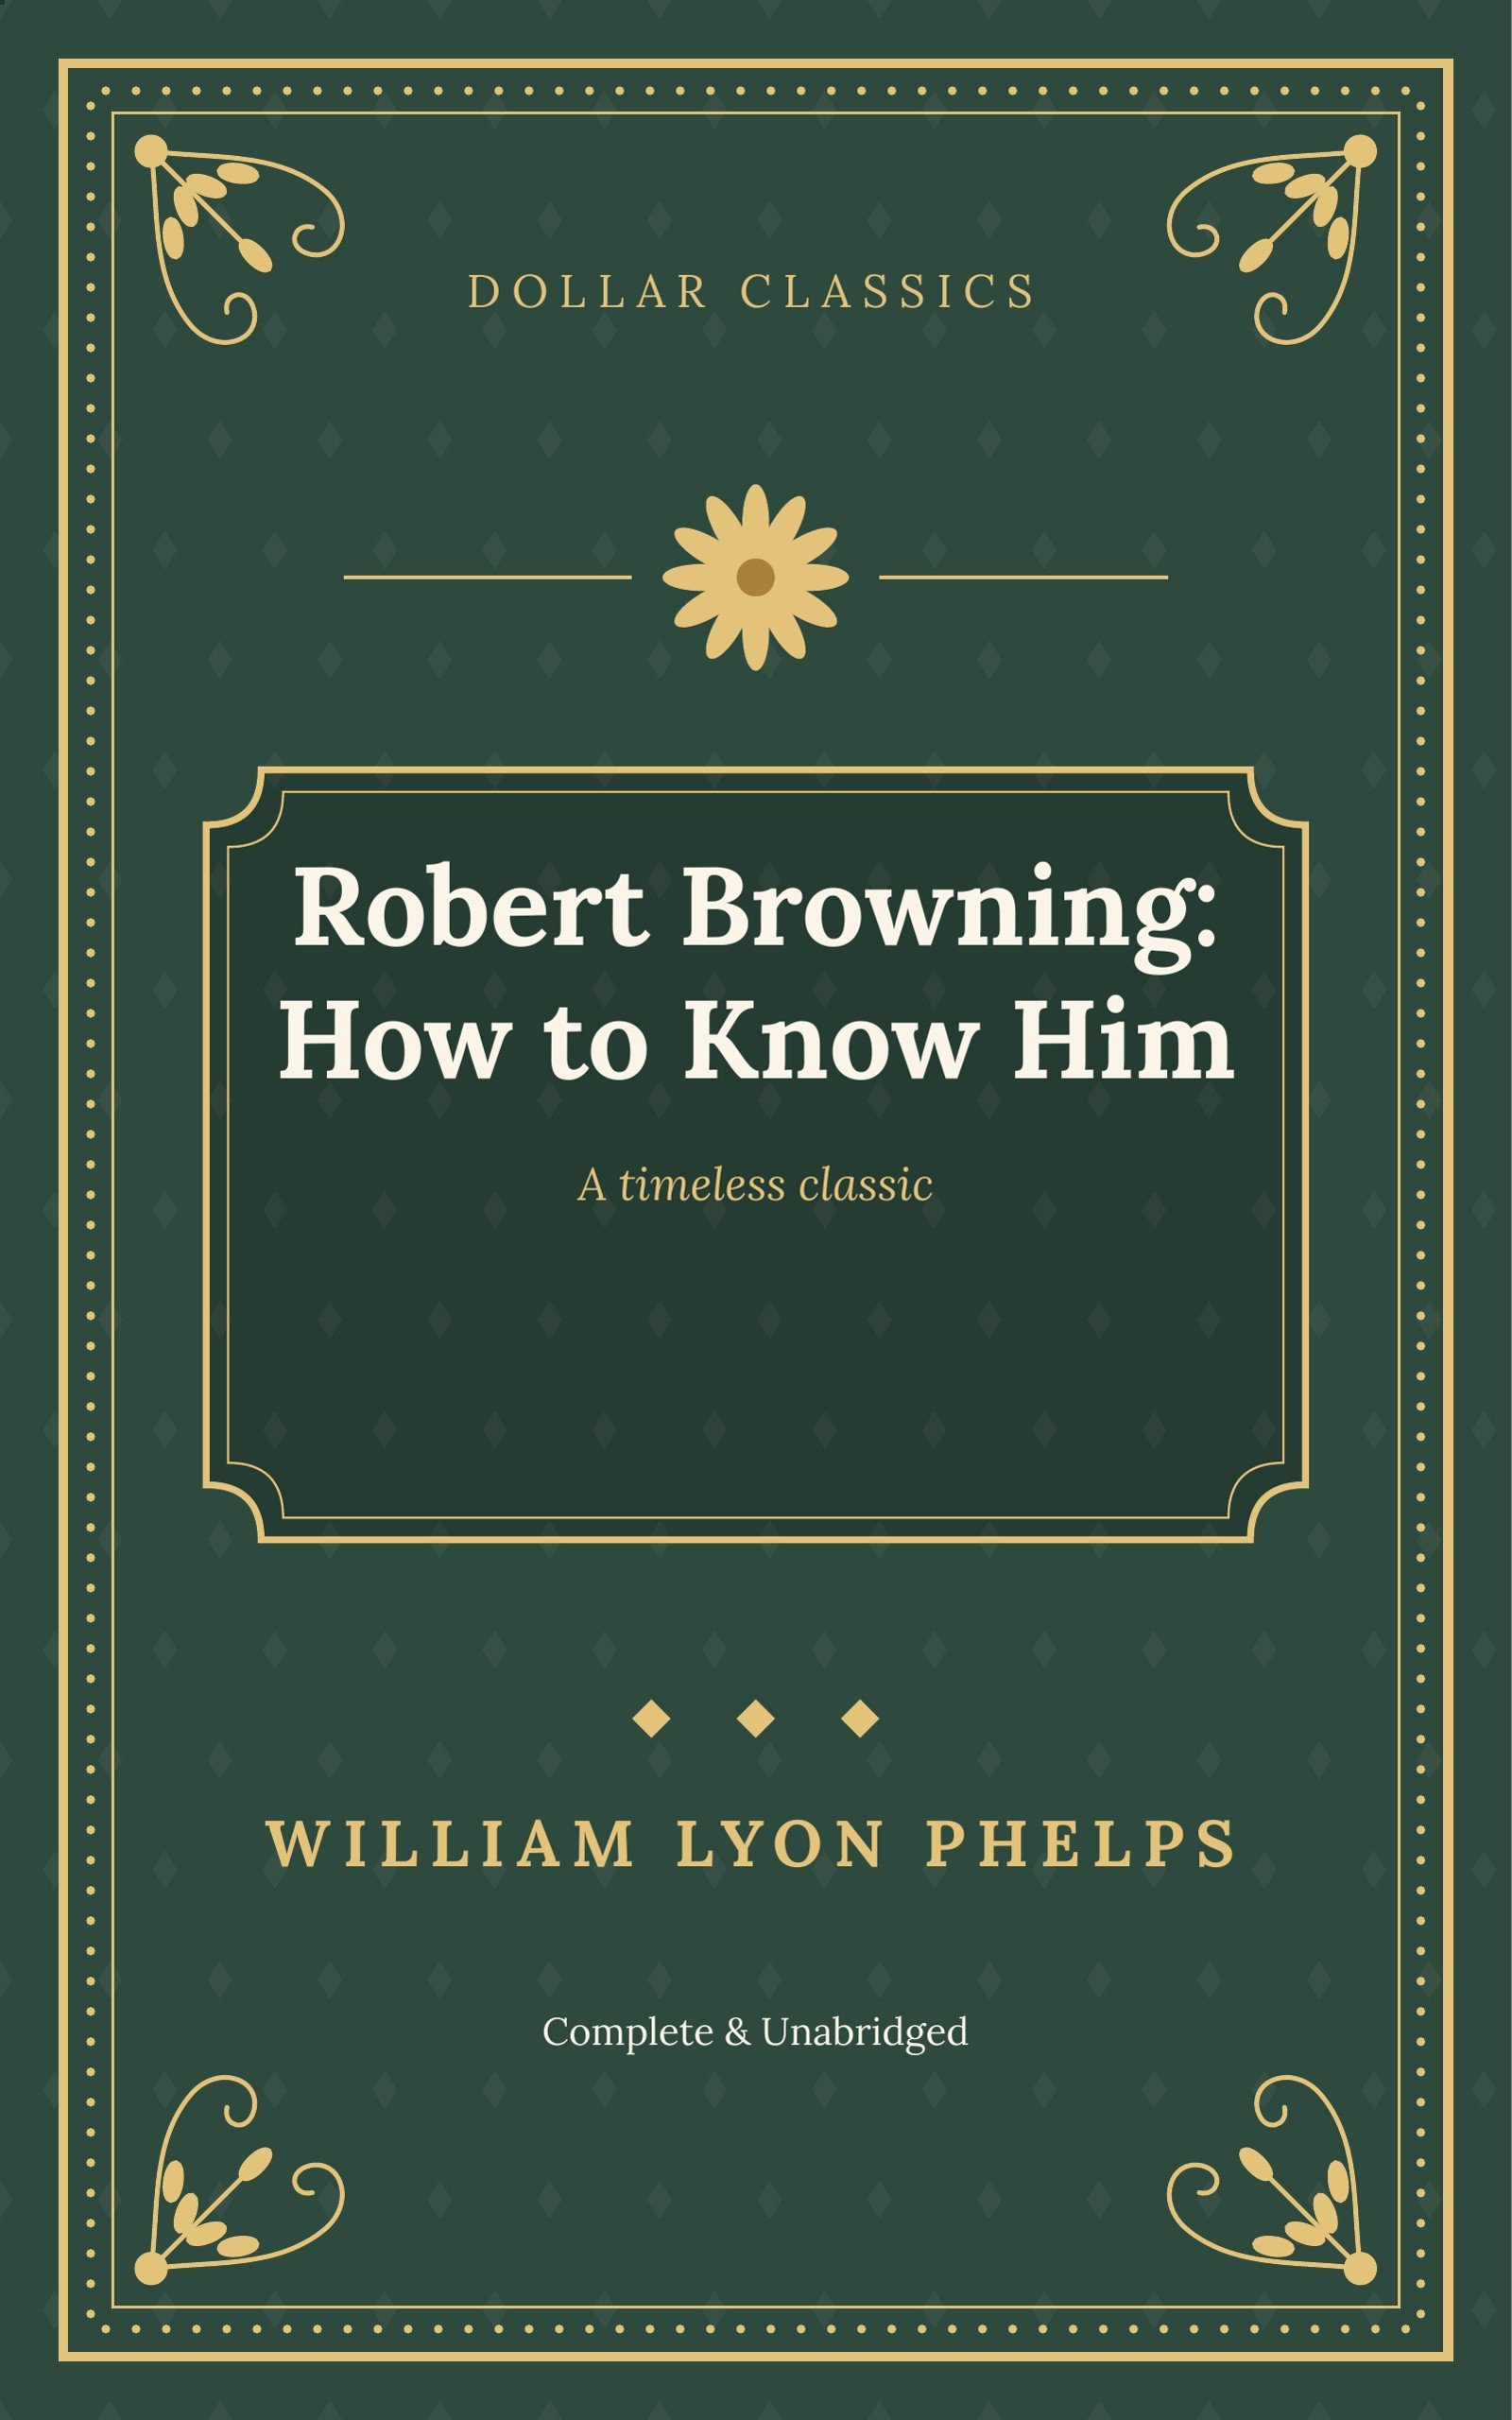 DOLLAR CLASSICS
Robert Browning:
How to Know Him
A timeless classic
WILLIAM LYON PHELPS
Complete & Unabridged